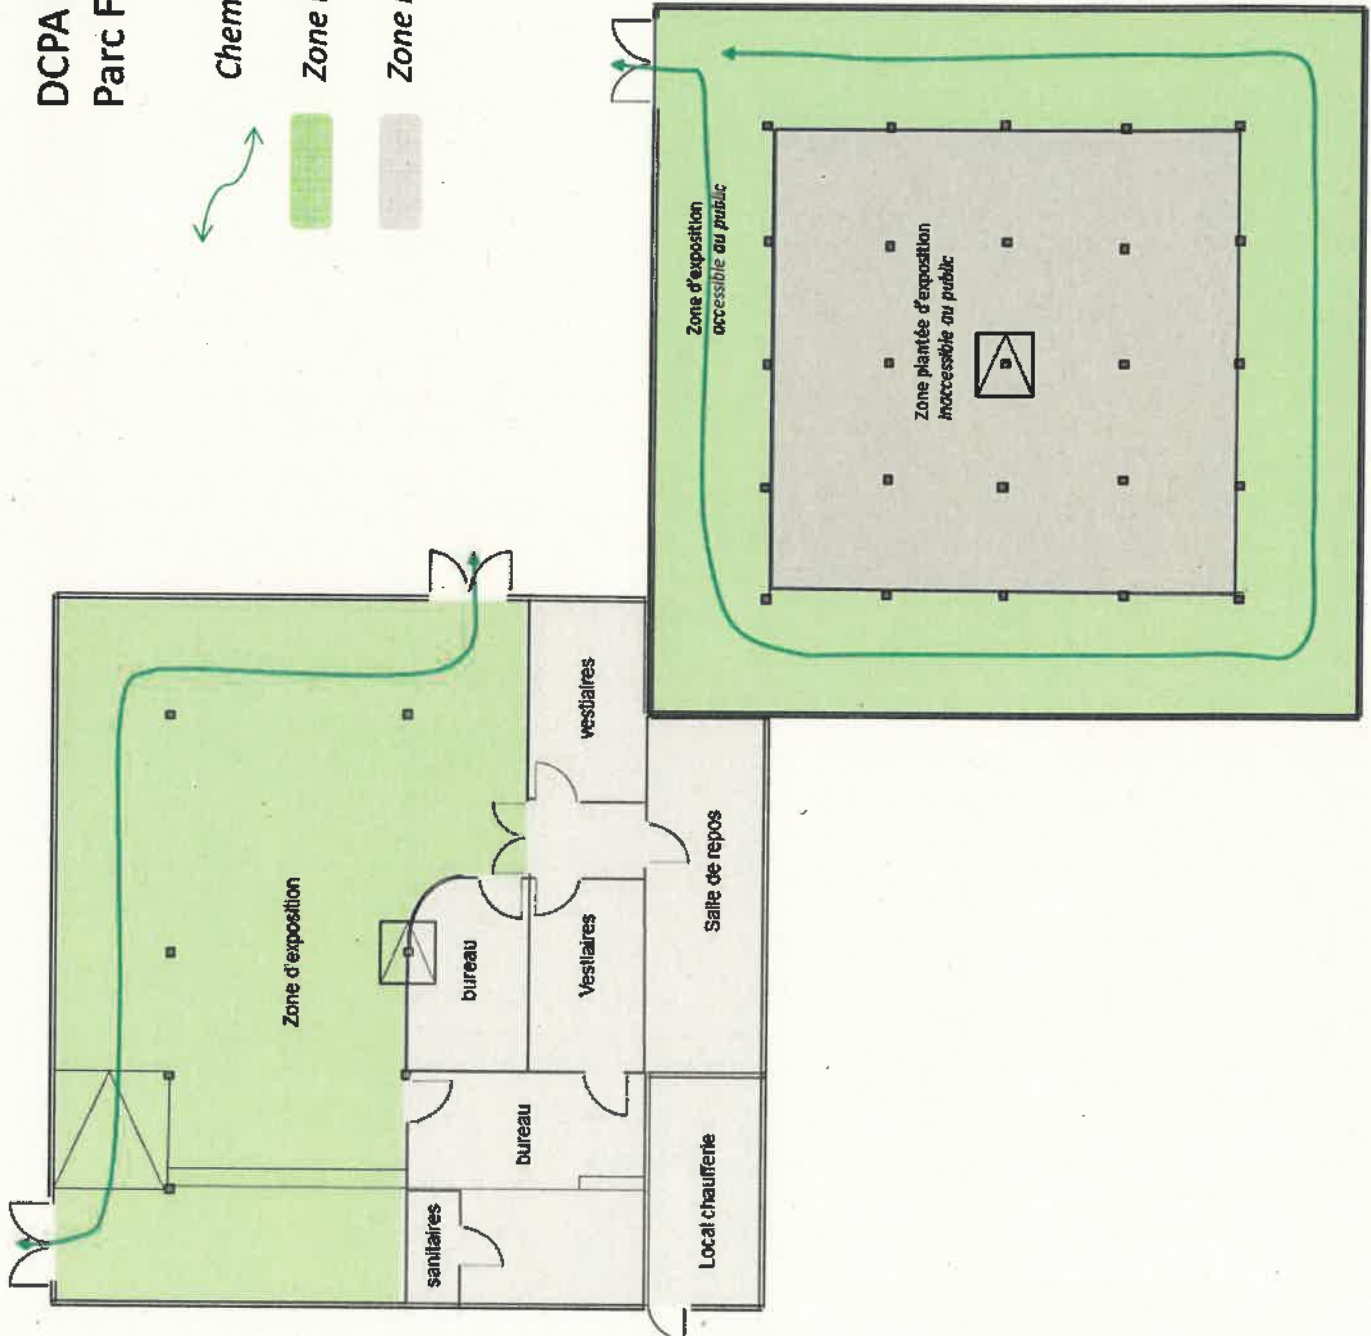 DCPA
Parc F
Chem
Zone
Zone
Zone d'exposition
accessible au public
Zone plantée d'exposition
inaccessible au public
Zone d'exposition
vestiaires
bureau
Vestiaires
Salle de repos
bureau
sanitaires
Local chaufferie